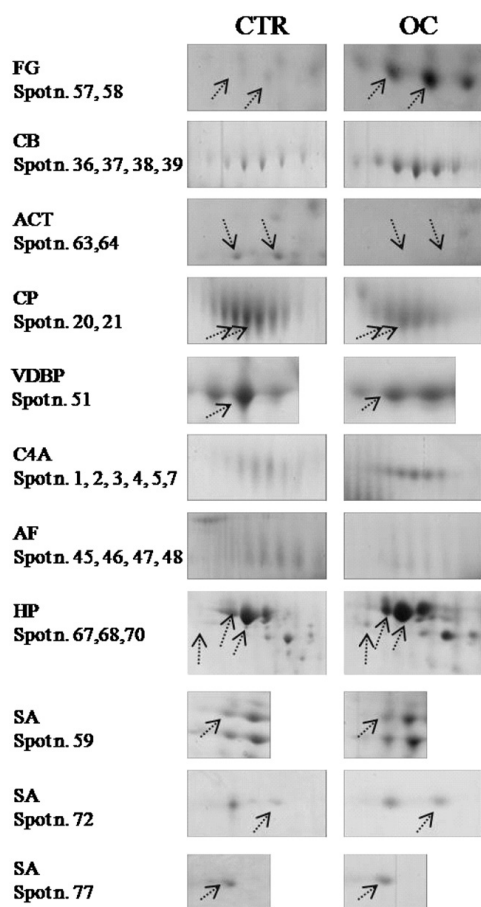 CTR OC
FG
Spotn. 57, 58
CB
Spotn. 36, 37, 38, 39
ACT
Spotn. 63,64
CP
Spotn. 20, 21
VDBP
Spotn. 51
C4A
Spotn. 1, 2, 3, 4, 5,7
AF
Spotn. 45, 46, 47, 48
HP
Spotn. 67,68,70
SA
Spotn. 59
SA
Spotn. 72
SA
Spotn. 77